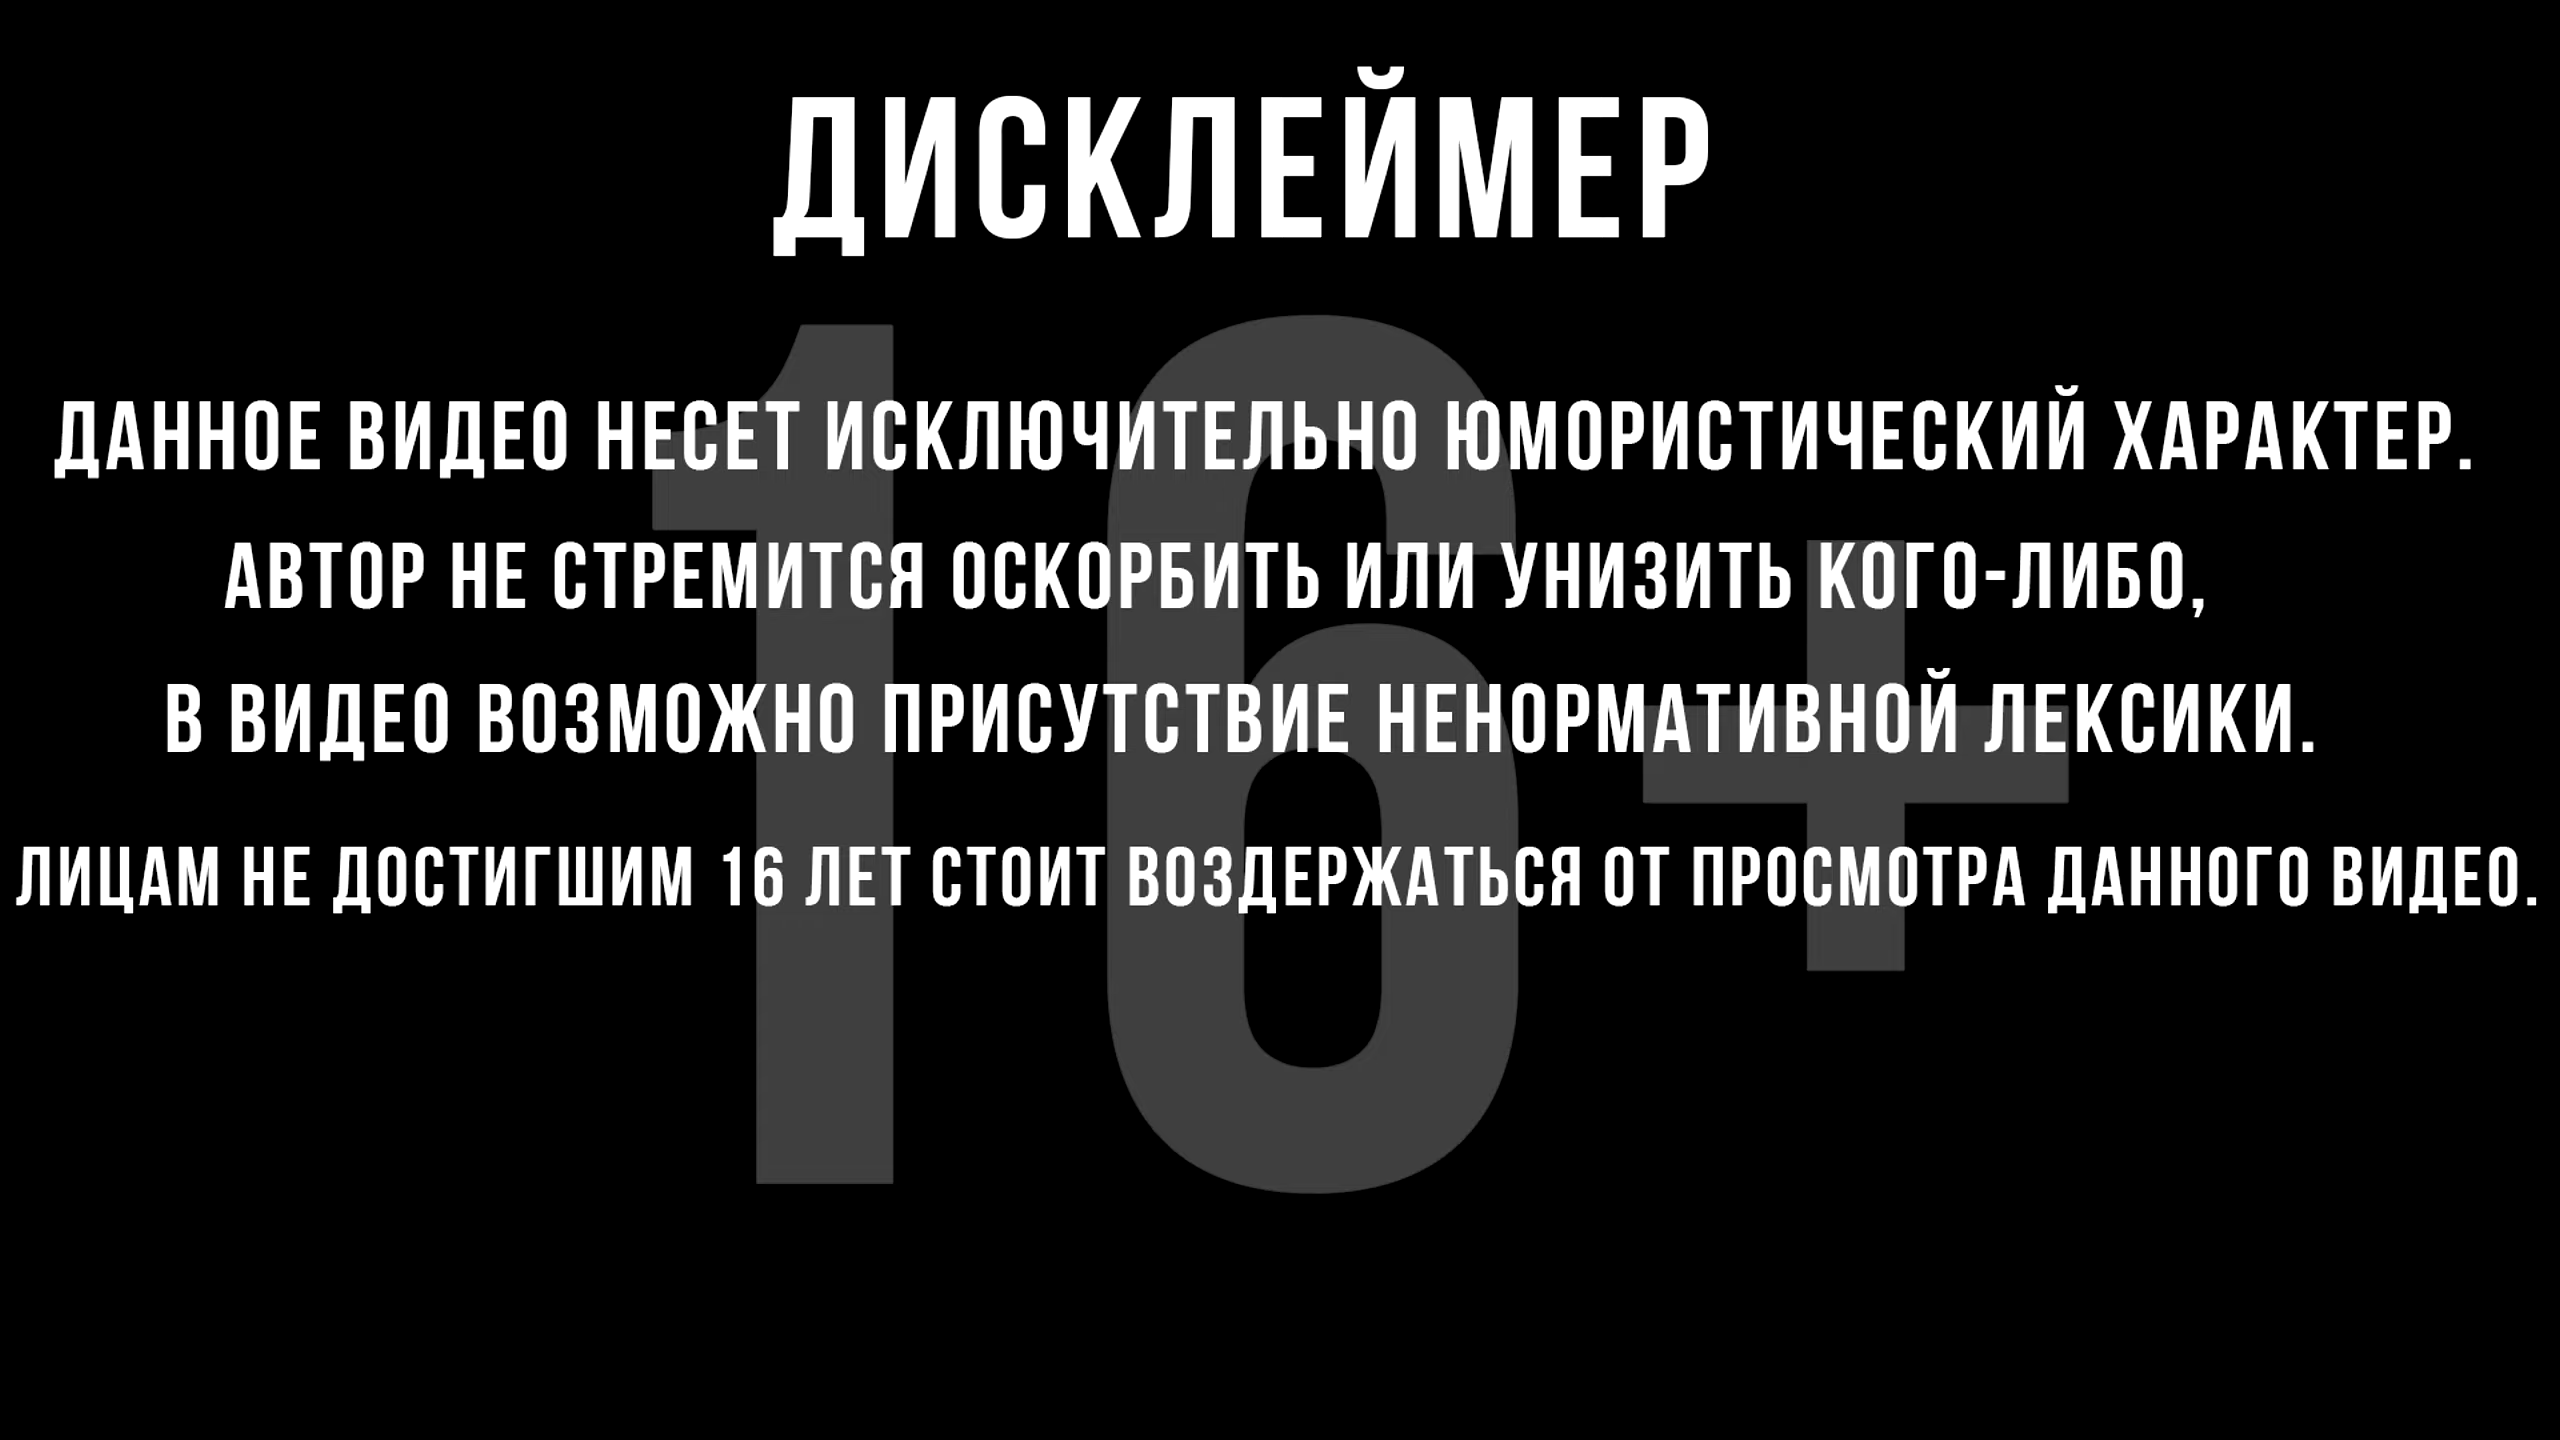 ДИСКЛЕЙМЕР
ДАННОЕ ВИДЕО НЕСЕТ ИСКЛЮЧИТЕЛЬНО ЮМОРИСТИЧЕСКИЙ ХАРАКТЕР.
АВТОР НЕ СТРЕМИТСЯ ОСКОРБИТЬ ИЛИ УНИЗИТЬ КОГО-ЛИБО,
В ВИДЕО ВОЗМОЖНО ПРИСУТСТВИЕ НЕНОРМАТИВНОЙ ЛЕКСИКИ.
ЛИЦАМ НЕ ДОСТИГШИМ 16 ЛЕТ СТОИТ ВОЗДЕРЖАТЬСЯ ОТ ПРОСМОТРА ДАННОГО ВИДЕО.
16+